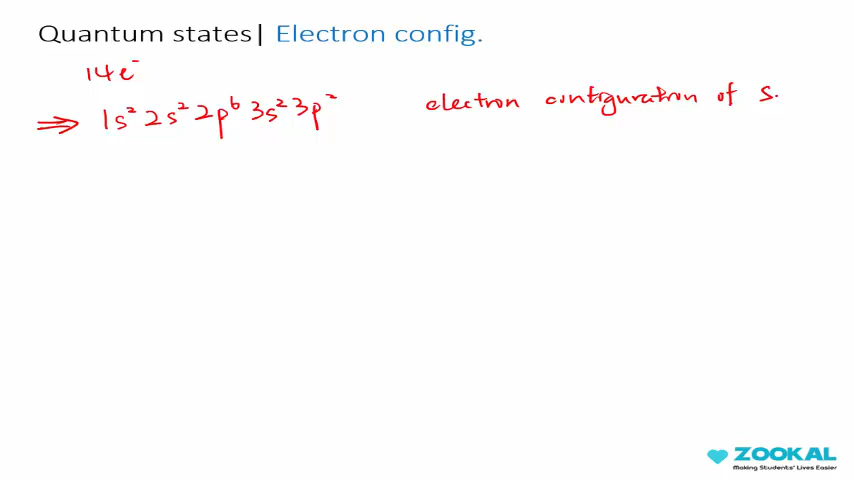 Quantum states| Electron config.
14e⁻
⇒ 1s² 2s² 2p⁶ 3s² 3p²
electron configuration of s.
ZOOKAL
Making Students' Lives Easier